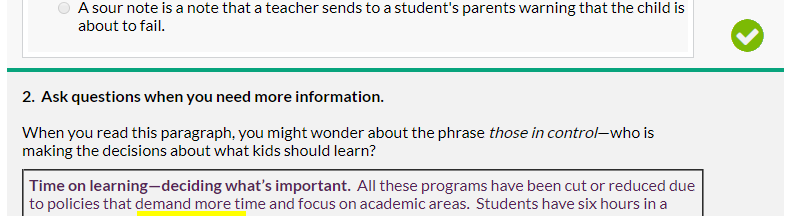 A sour note is a note that a teacher sends to a student's parents warning that the child is
about to fail.
2. Ask questions when you need more information.
When you read this paragraph, you might wonder about the phrase those in control—who is
making the decisions about what kids should learn?
Time on learning—deciding what's important. All these programs have been cut or reduced due
to policies that demand more time and focus on academic areas. Students have six hours in a